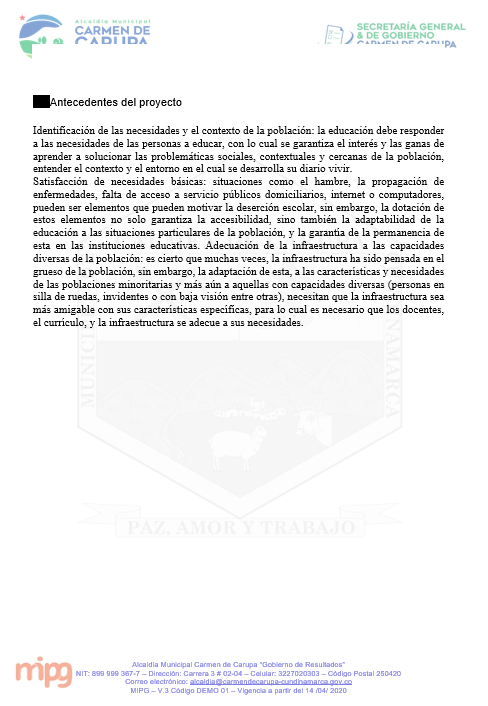 Alcaldía Municipal
CARMEN DE
CARUPA
SECRETARÍA GENERAL
& DE GOBIERNO
CARMEN DE CARUPA
Antecedentes del proyecto
Identificación de las necesidades y el contexto de la población: la educación debe responder
a las necesidades de las personas a educar, con lo cual se garantiza el interés y las ganas de
aprender a solucionar las problemáticas sociales, contextuales y cercanas de la población,
entender el contexto y el entorno en el cual se desarrolla su diario vivir.
Satisfacción de necesidades básicas: situaciones como el hambre, la propagación de
enfermedades, falta de acceso a servicio públicos domiciliarios, internet o computadores,
pueden ser elementos que pueden motivar la deserción escolar, sin embargo, la dotación de
estos elementos no solo garantiza la accesibilidad, sino también la adaptabilidad de la
educación a las situaciones particulares de la población, y la garantía de la permanencia de
esta en las instituciones educativas. Adecuación de la infraestructura a las capacidades
diversas de la población: es cierto que muchas veces, la infraestructura ha sido pensada en el
grueso de la población, sin embargo, la adaptación de esta, a las características y necesidades
de las poblaciones minoritarias y más aún a aquellas con capacidades diversas (personas en
silla de ruedas, invidentes o con baja visión entre otras), necesitan que la infraestructura sea
más amigable con sus características específicas, para lo cual es necesario que los docentes,
el currículo, y la infraestructura se adecue a sus necesidades.
MUNICI
NAMARCA
PAZ, AMOR Y TRABAJO
mipg
Alcaldía Municipal Carmen de Carupa "Gobierno de Resultados"
NIT: 899 999 367-7 – Dirección: Carrera 3 # 02-04 – Celular: 3227020303 – Código Postal 250420
Correo electrónico: alcaldia@carmendecarupa-cundinamarca.gov.co
MIPG – V.3 Código DEMO 01 – Vigencia a partir del 14 /04/ 2020